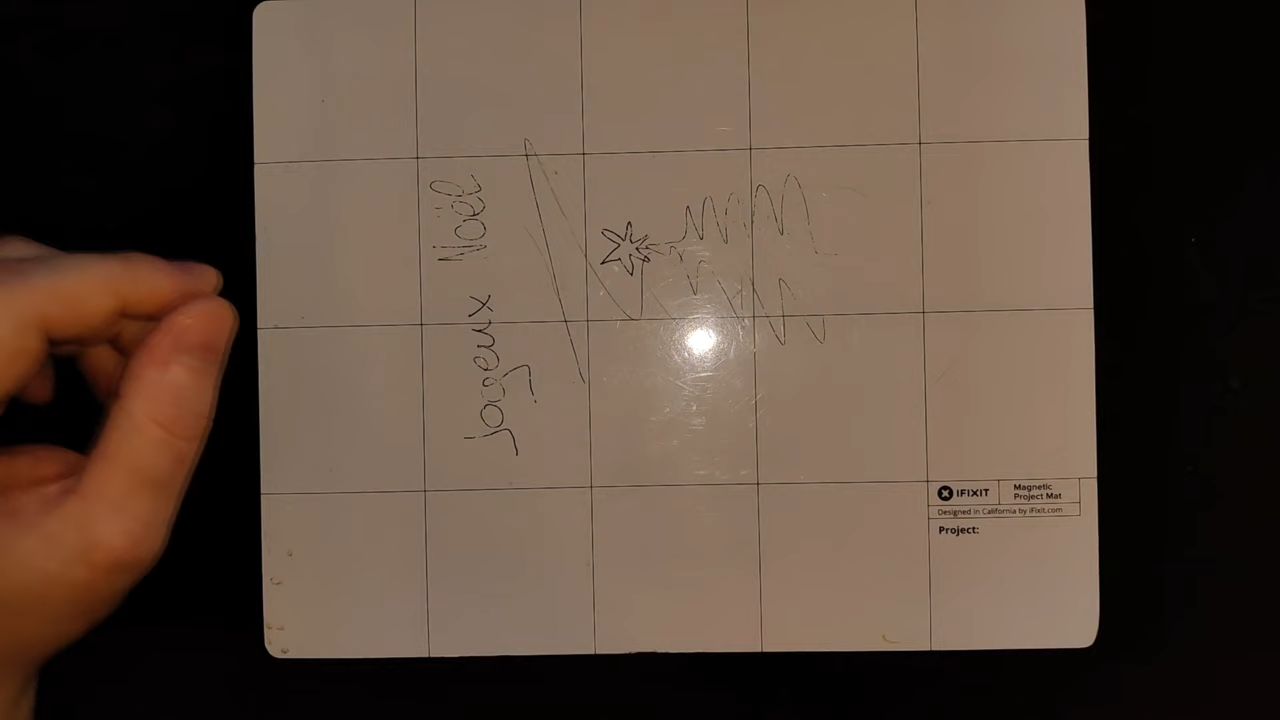 Joyeux Noël
IFIXIT
Magnetic
Project Mat
Designed in California by iFixit.com
Project: